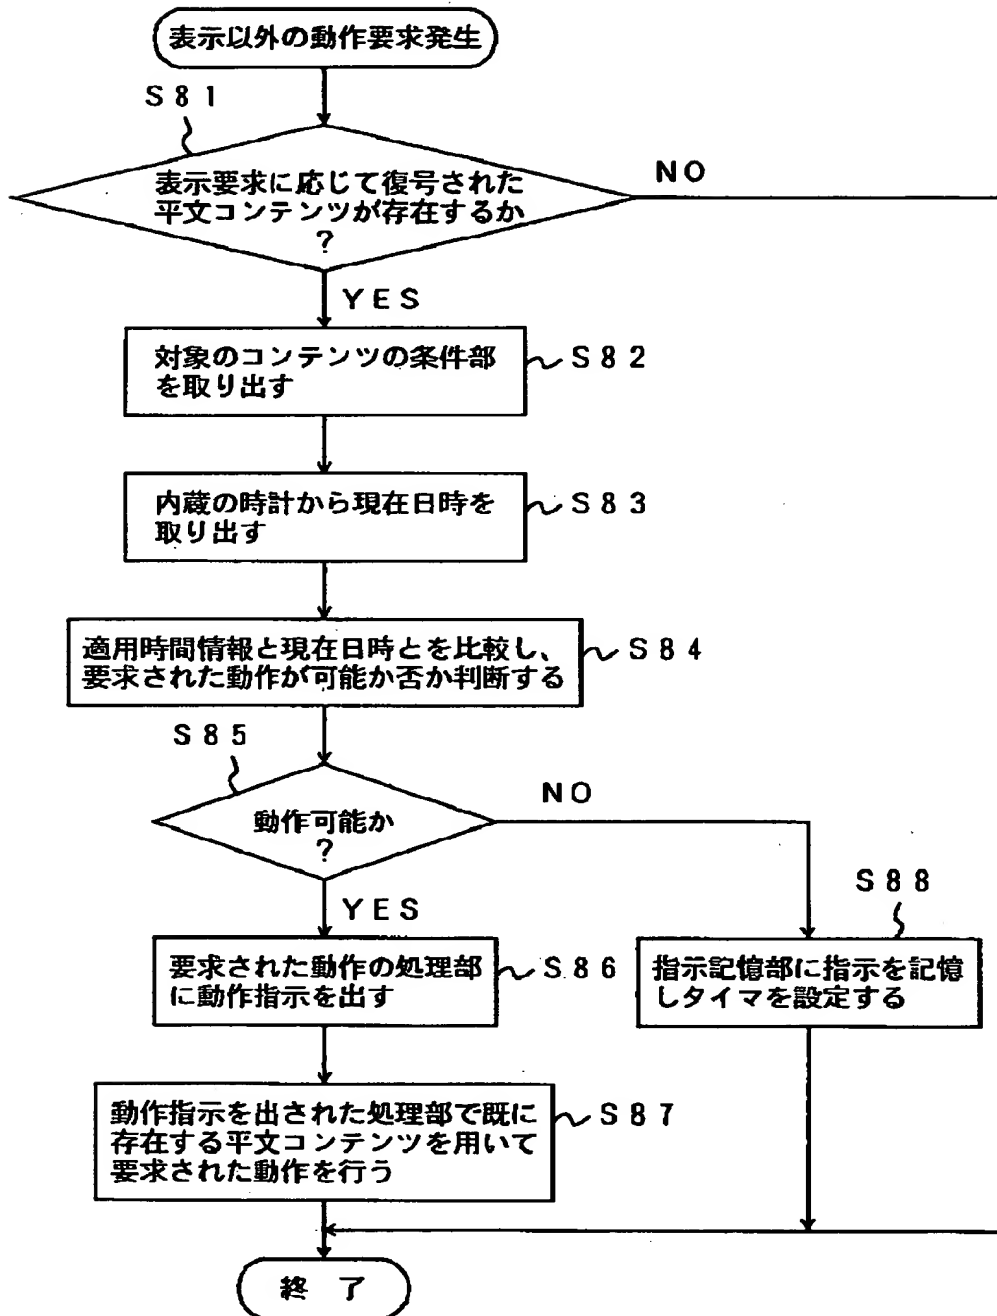 表示以外の動作要求発生
S81
表示要求に応じて復号された
平文コンテンツが存在するか
?
NO
YES
対象のコンテンツの条件部
を取り出す
S82
内蔵の時計から現在日時を
取り出す
S83
適用時間情報と現在日時とを比較し、
要求された動作が可能か否か判断する
S84
S85
動作可能か
?
NO
YES
S88
要求された動作の処理部
に動作指示を出す
S86
指示記憶部に指示を記憶
しタイマを設定する
動作指示を出された処理部で既に
存在する平文コンテンツを用いて
要求された動作を行う
S87
終了